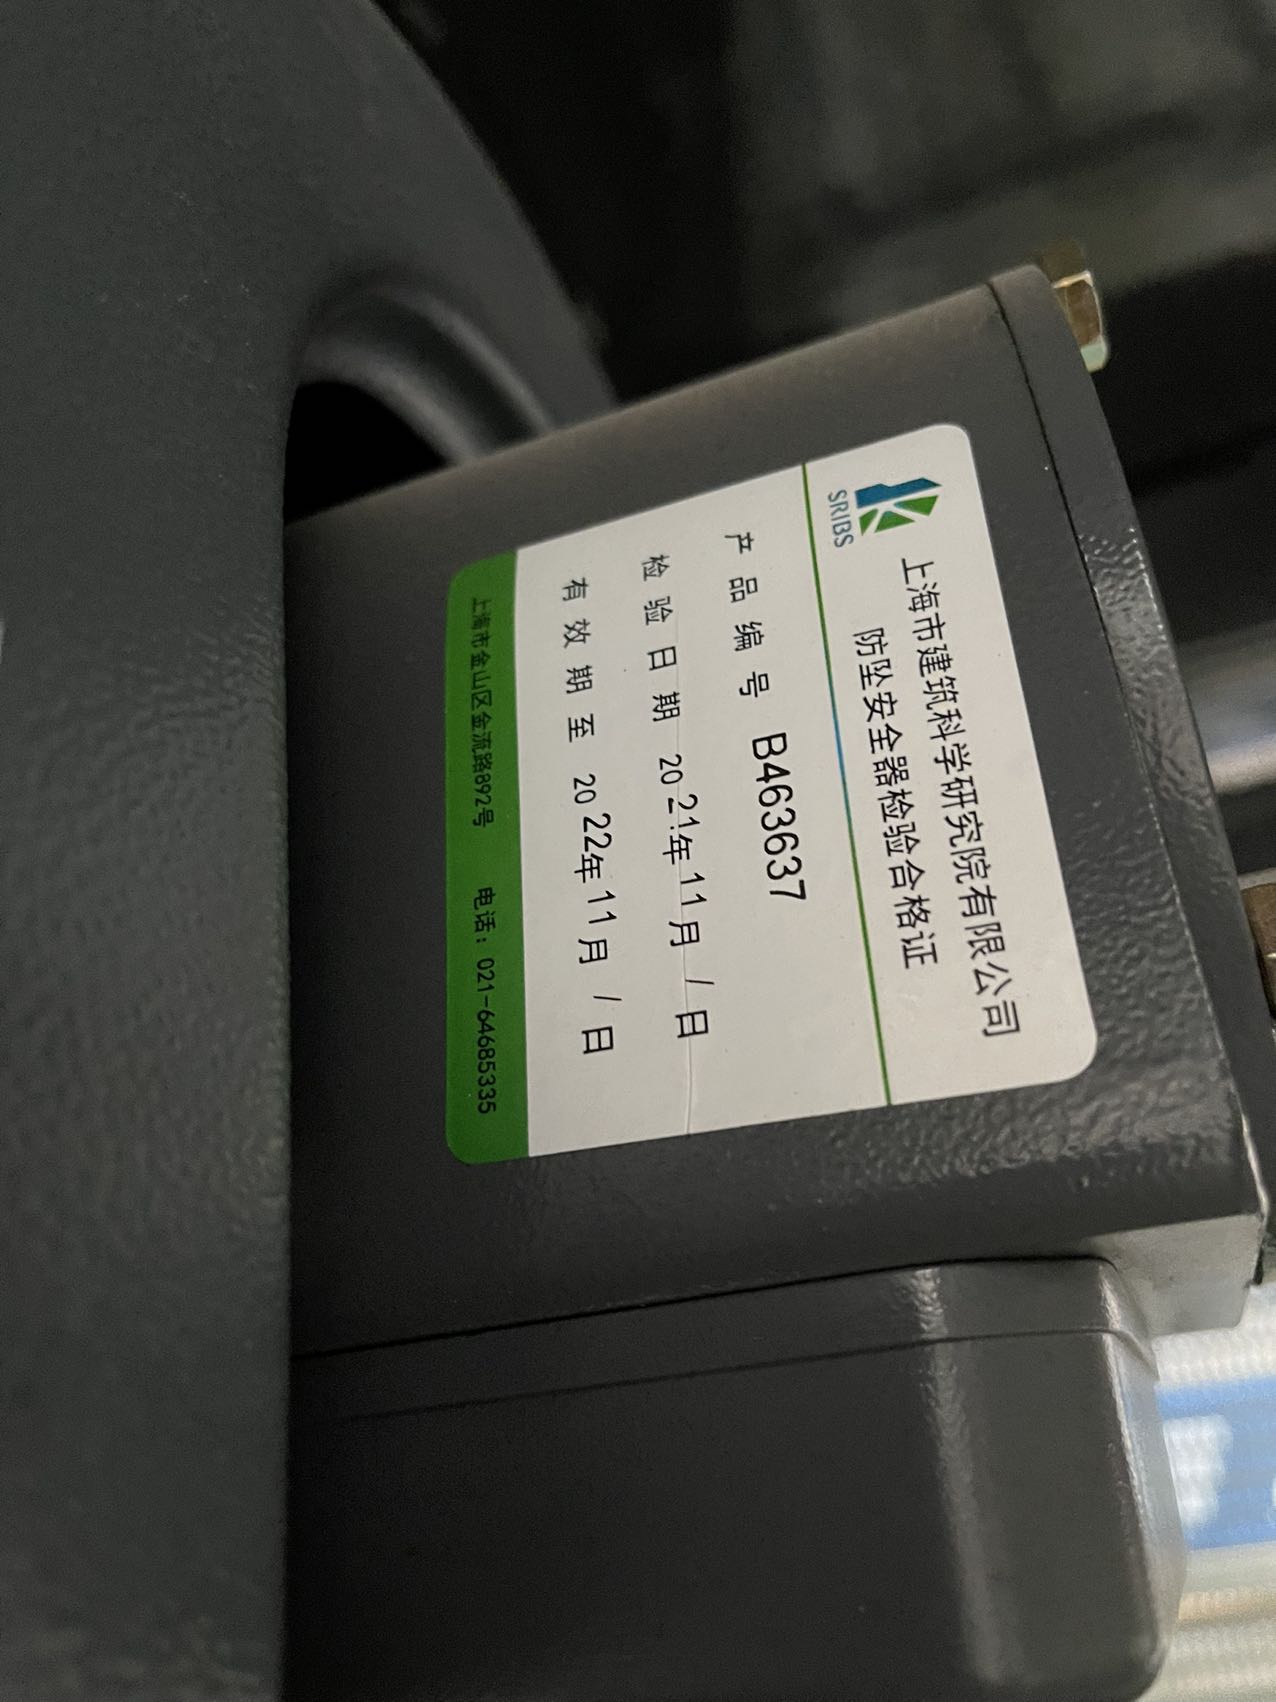 SRIBS
上海市建筑科学研究院有限公司
防坠安全器检验合格证
产品编号 B463637
检验日期 2021年11月/日
有效期至 2022年11月/日
上海市金山区金流路892号 电话：021-64685335